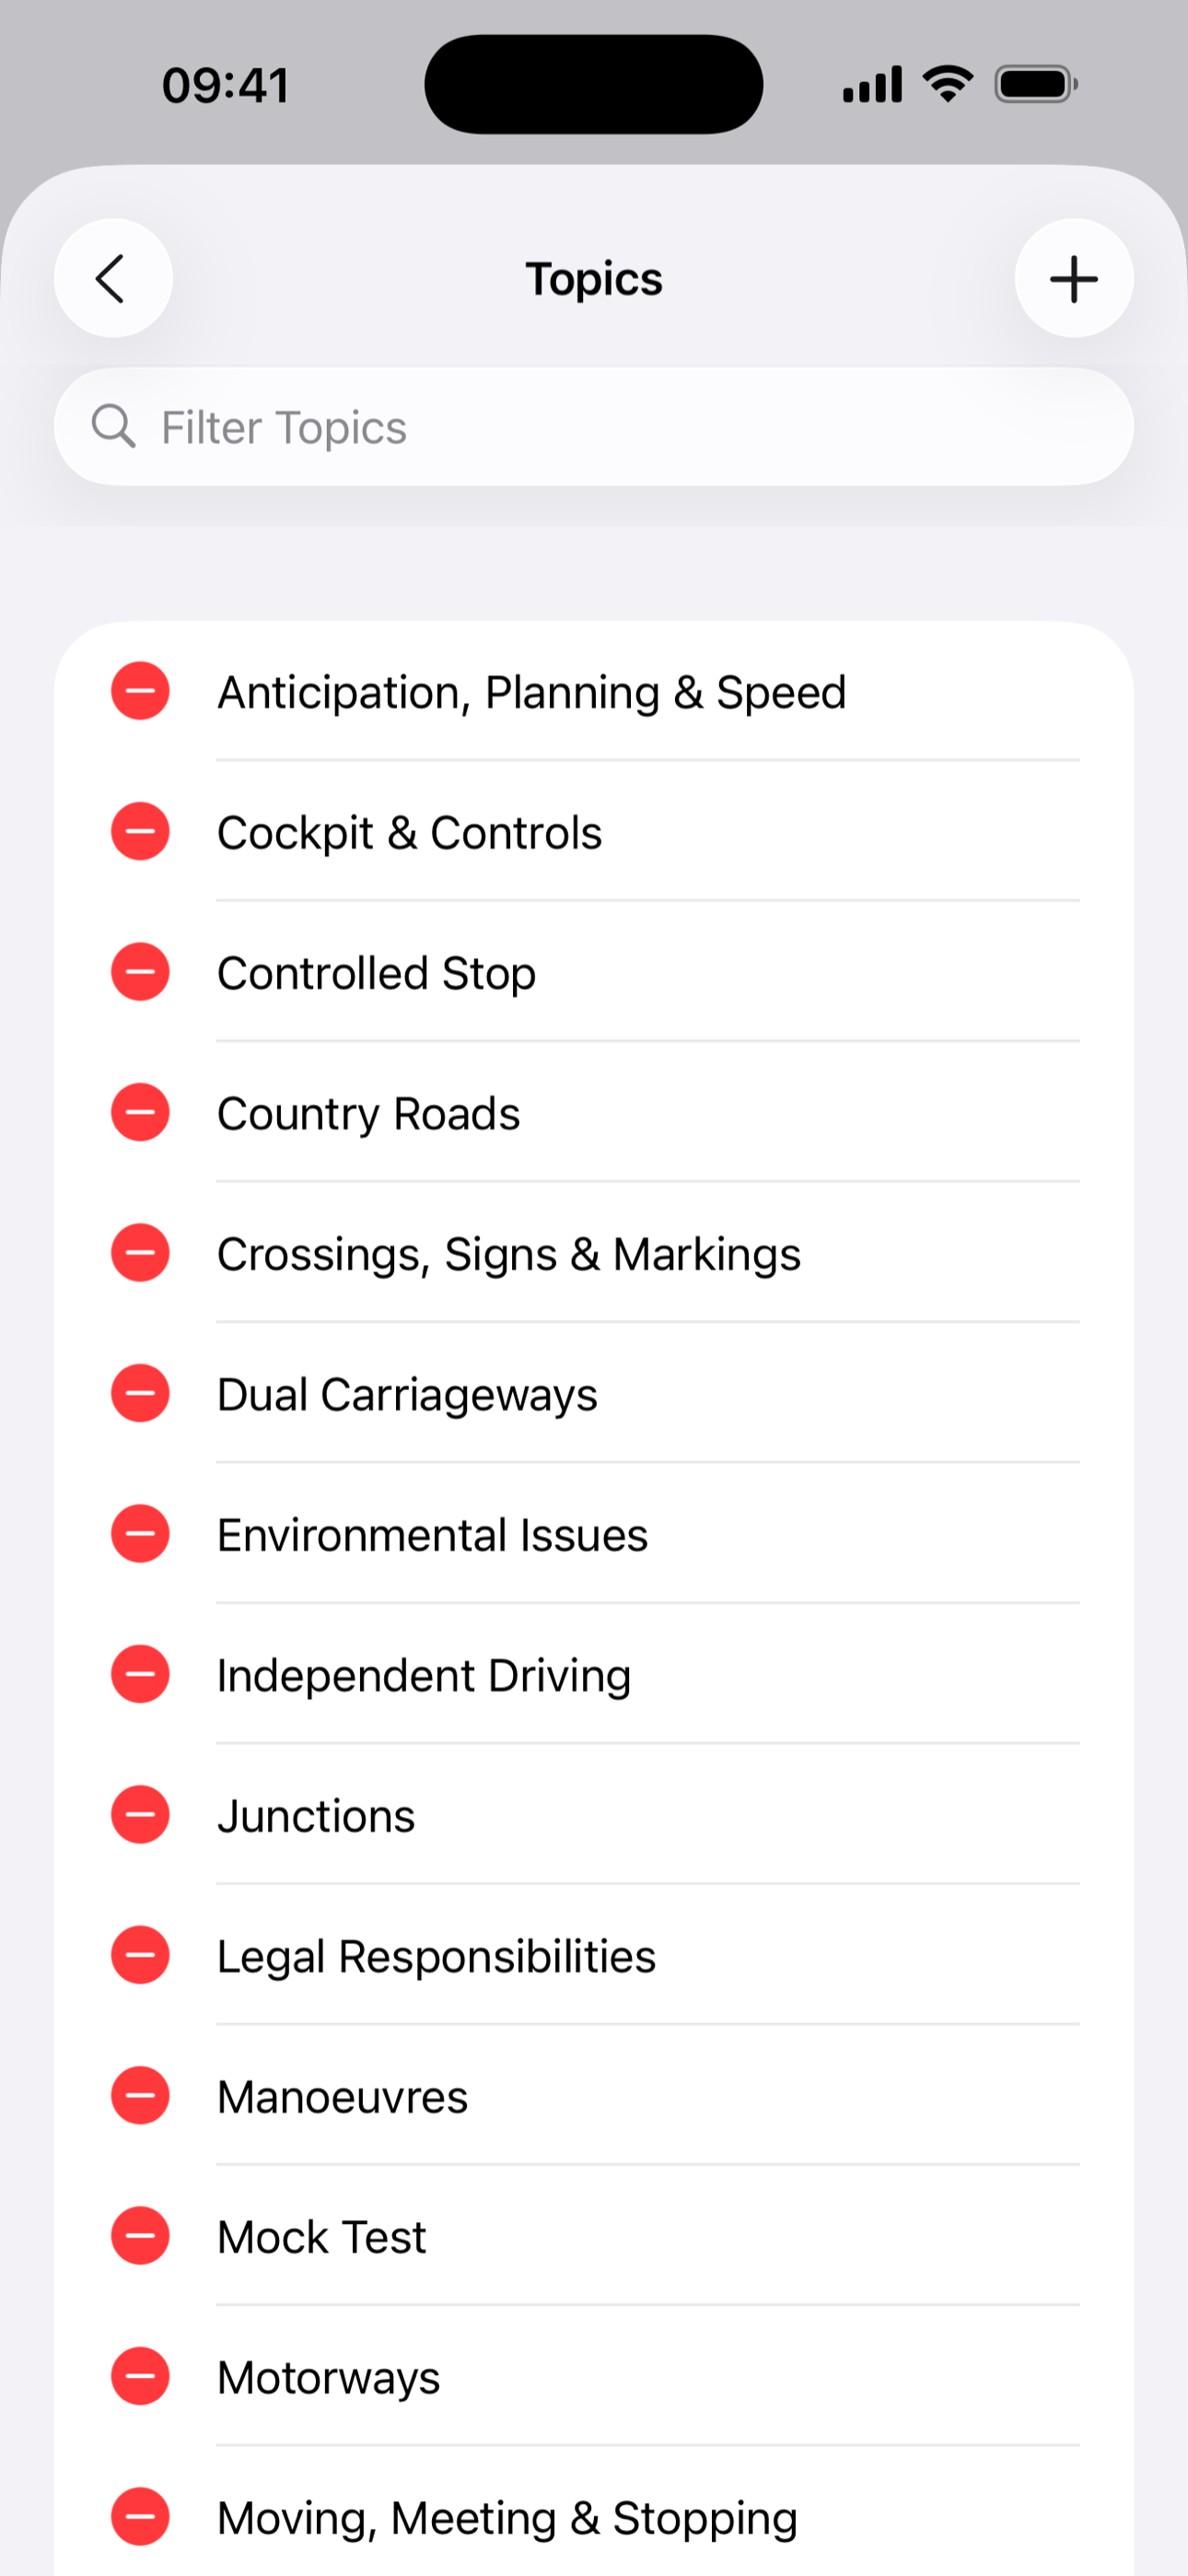 09:41
Topics
Filter Topics
Anticipation, Planning & Speed
Cockpit & Controls
Controlled Stop
Country Roads
Crossings, Signs & Markings
Dual Carriageways
Environmental Issues
Independent Driving
Junctions
Legal Responsibilities
Manoeuvres
Mock Test
Motorways
Moving, Meeting & Stopping